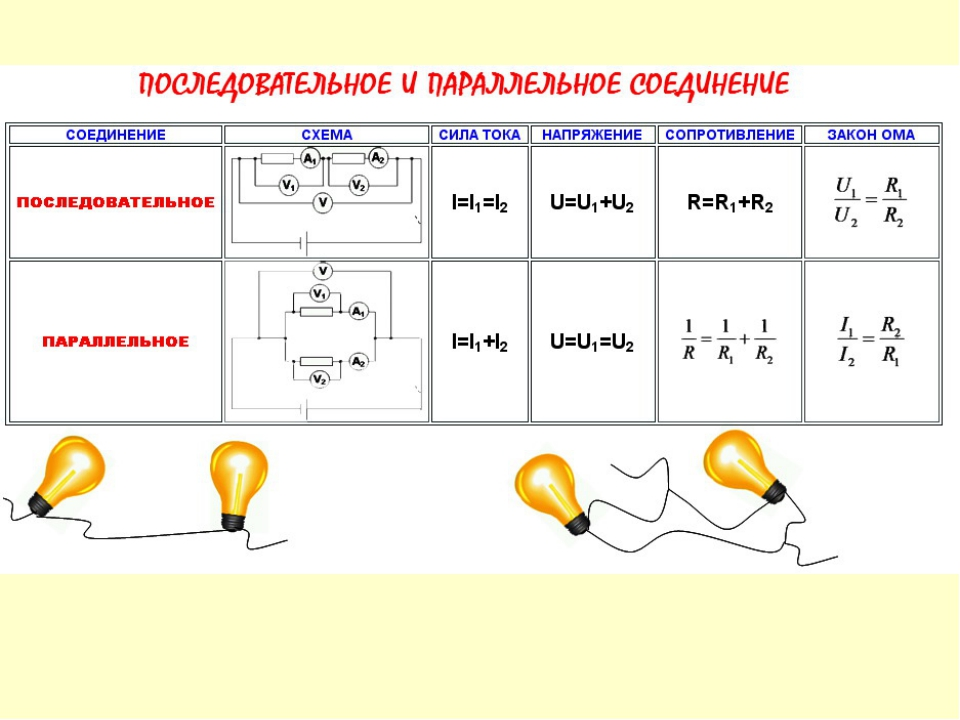 ПОСЛЕДОВАТЕЛЬНОЕ И ПАРАЛЛЕЛЬНОЕ СОЕДИНЕНИЕ
СОЕДИНЕНИЕ СХЕМА СИЛА ТОКА НАПРЯЖЕНИЕ СОПРОТИВЛЕНИЕ ЗАКОН ОМА
A₁ A₂
V₁ V₂
V
ПОСЛЕДОВАТЕЛЬНОЕ I=I₁=I₂ U=U₁+U₂ R=R₁+R₂ U₁/U₂=R₁/R₂
V
V₁
A₁
A₂
V₂
ПАРАЛЛЕЛЬНОЕ I=I₁+I₂ U=U₁=U₂ 1/R=1/R₁+1/R₂ I₁/I₂=R₂/R₁